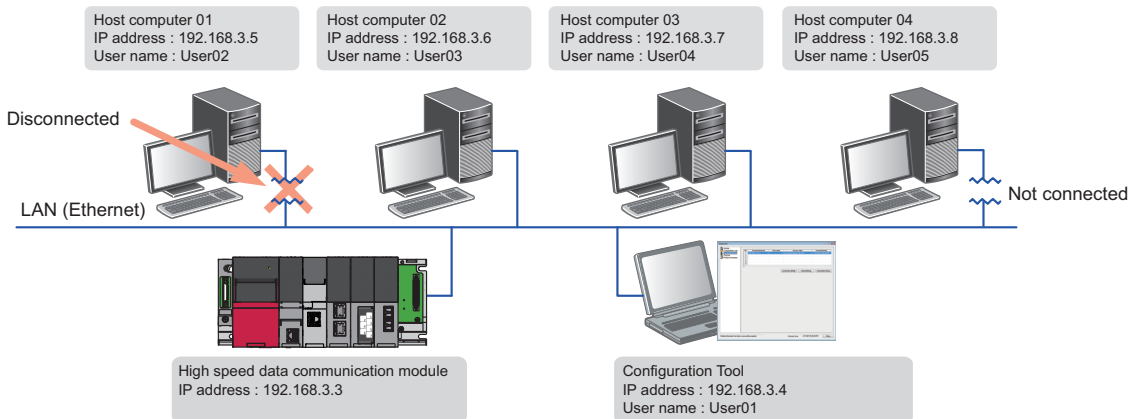 Host computer 01
IP address : 192.168.3.5
User name : User02
Host computer 02
IP address : 192.168.3.6
User name : User03
Host computer 03
IP address : 192.168.3.7
User name : User04
Host computer 04
IP address : 192.168.3.8
User name : User05
Disconnected
LAN (Ethernet)
Not connected
High speed data communication module
IP address : 192.168.3.3
Configuration Tool
IP address : 192.168.3.4
User name : User01